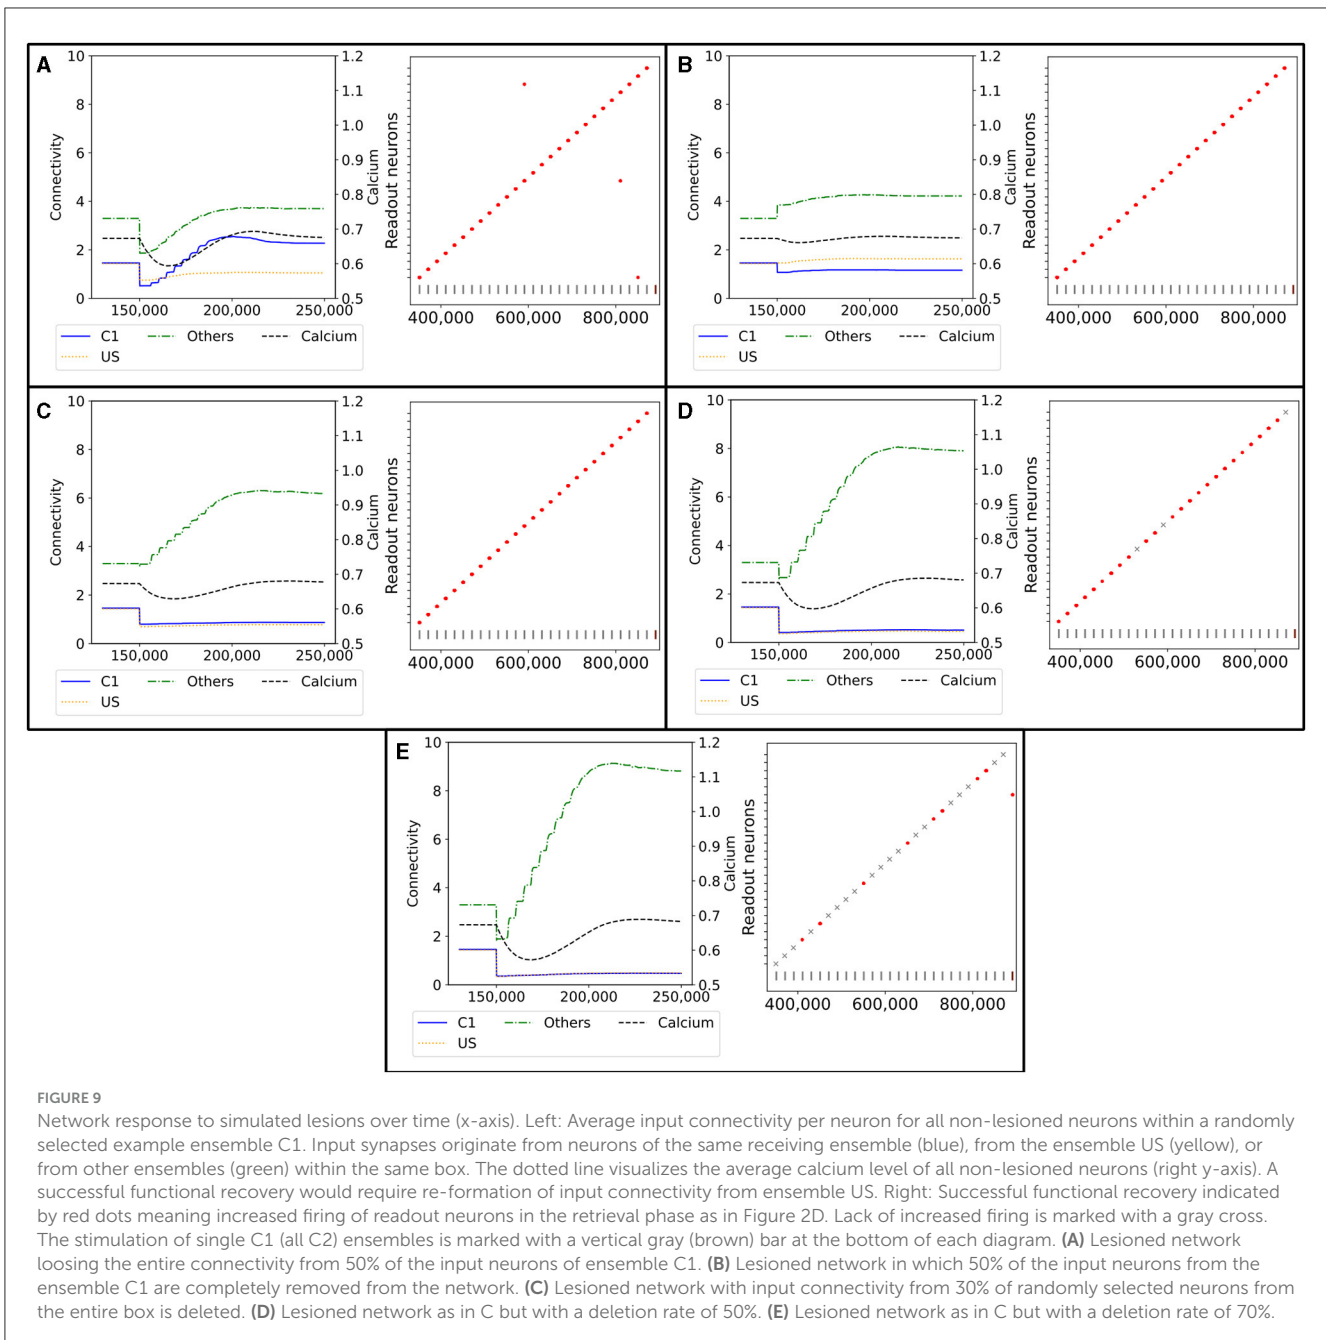 A
10
8
6
4
2
0
Connectivity
1.2
1.1
1.0
0.9
0.8
0.7
0.6
0.5
Calcium
150,000 200,000 250,000
C1 Others Calcium
US
Readout neurons
400,000 600,000 800,000
B
10
8
6
4
2
0
Connectivity
1.2
1.1
1.0
0.9
0.8
0.7
0.6
0.5
Calcium
150,000 200,000 250,000
C1 Others Calcium
US
Readout neurons
400,000 600,000 800,000
C
10
8
6
4
2
0
Connectivity
1.2
1.1
1.0
0.9
0.8
0.7
0.6
0.5
Calcium
150,000 200,000 250,000
C1 Others Calcium
US
Readout neurons
400,000 600,000 800,000
D
10
8
6
4
2
0
Connectivity
1.2
1.1
1.0
0.9
0.8
0.7
0.6
0.5
Calcium
150,000 200,000 250,000
C1 Others Calcium
US
Readout neurons
400,000 600,000 800,000
E
10
8
6
4
2
0
Connectivity
1.2
1.1
1.0
0.9
0.8
0.7
0.6
0.5
Calcium
150,000 200,000 250,000
C1 Others Calcium
US
Readout neurons
400,000 600,000 800,000
FIGURE 9
Network response to simulated lesions over time (x-axis). Left: Average input connectivity per neuron for all non-lesioned neurons within a randomly
selected example ensemble C1. Input synapses originate from neurons of the same receiving ensemble (blue), from the ensemble US (yellow), or
from other ensembles (green) within the same box. The dotted line visualizes the average calcium level of all non-lesioned neurons (right y-axis). A
successful functional recovery would require re-formation of input connectivity from ensemble US. Right: Successful functional recovery indicated
by red dots meaning increased firing of readout neurons in the retrieval phase as in Figure 2D. Lack of increased firing is marked with a gray cross.
The stimulation of single C1 (all C2) ensembles is marked with a vertical gray (brown) bar at the bottom of each diagram. (A) Lesioned network
loosing the entire connectivity from 50% of the input neurons of ensemble C1. (B) Lesioned network in which 50% of the input neurons from the
ensemble C1 are completely removed from the network. (C) Lesioned network with input connectivity from 30% of randomly selected neurons from
the entire box is deleted. (D) Lesioned network as in C but with a deletion rate of 50%. (E) Lesioned network as in C but with a deletion rate of 70%.